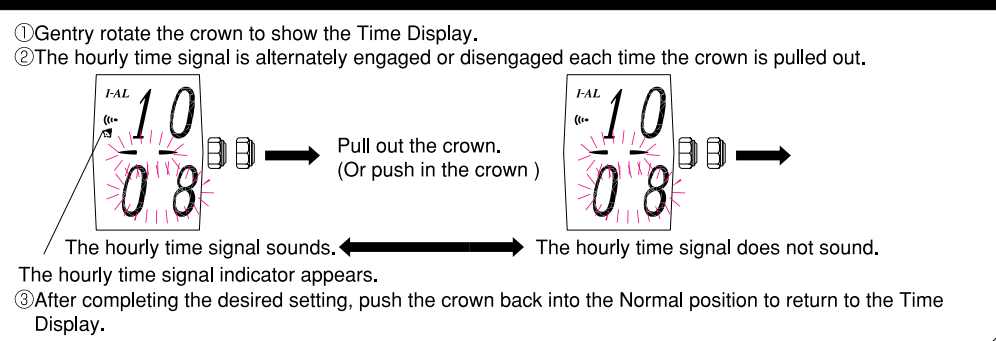 ①Gentry rotate the crown to show the Time Display.
②The hourly time signal is alternately engaged or disengaged each time the crown is pulled out.
I-AL
10
08
Pull out the crown.
(Or push in the crown )
I-AL
10
08
The hourly time signal sounds.
The hourly time signal does not sound.
The hourly time signal indicator appears.
③After completing the desired setting, push the crown back into the Normal position to return to the Time
Display.